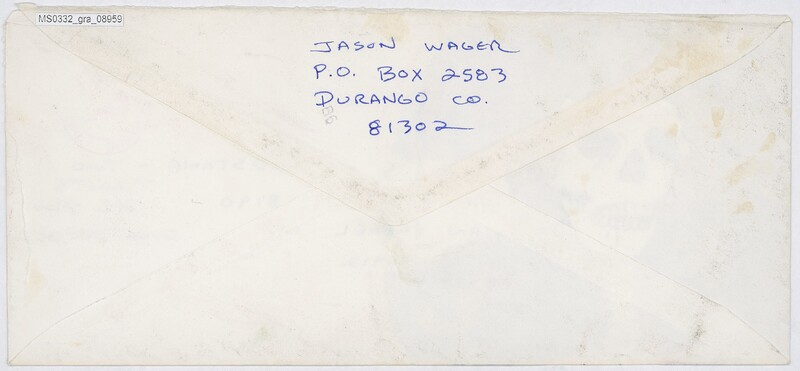 MS0332_gra_08959
JASON WAGER
P.O. BOX 2583
DURANGO CO.
81302